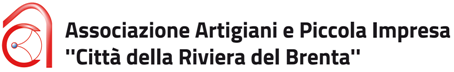 Associazione Artigiani e Piccola Impresa
"Città della Riviera del Brenta"